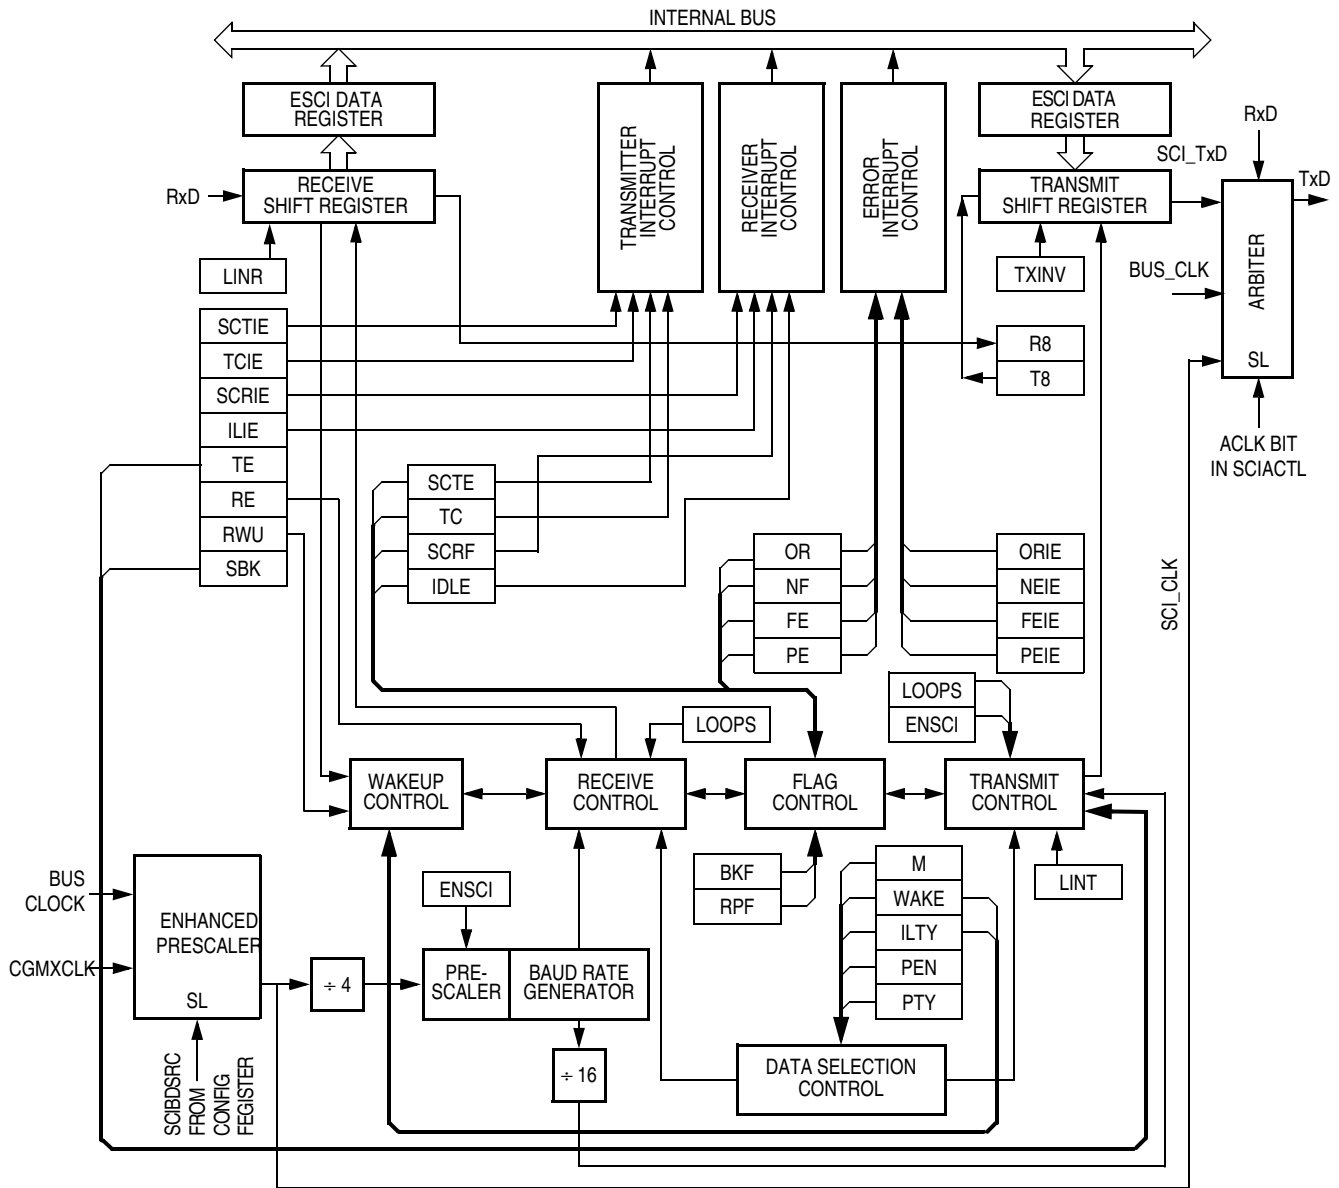 INTERNAL BUS
ESCI DATA
REGISTER
ESCI DATA
REGISTER
TRANSMITTER
INTERRUPT
CONTROL
RECEIVER
INTERRUPT
CONTROL
ERROR
INTERRUPT
CONTROL
RxD
RECEIVE
SHIFT REGISTER
TRANSMIT
SHIFT REGISTER
SCI_TxD
RxD
TxD
LINR
TXINV
BUS_CLK
ARBITER
SL
ACLK BIT
IN SCIACTL
SCTIE
TCIE
SCRIE
ILIE
TE
RE
RWU
SBK
R8
T8
SCTE
TC
SCRF
IDLE
OR
NF
FE
PE
ORIE
NEIE
FEIE
PEIE
SCI_CLK
LOOPS
ENSCI
LOOPS
WAKEUP
CONTROL
RECEIVE
CONTROL
FLAG
CONTROL
TRANSMIT
CONTROL
BKF
RPF
M
WAKE
ILTY
PEN
PTY
LINT
BUS
CLOCK
CGMXCLK
ENHANCED
PRESCALER
SL
ENSCI
÷ 4
PRE-
SCALER
BAUD RATE
GENERATOR
÷ 16
DATA SELECTION
CONTROL
SCIBDSRC
FROM
CONFIG
FEGISTER